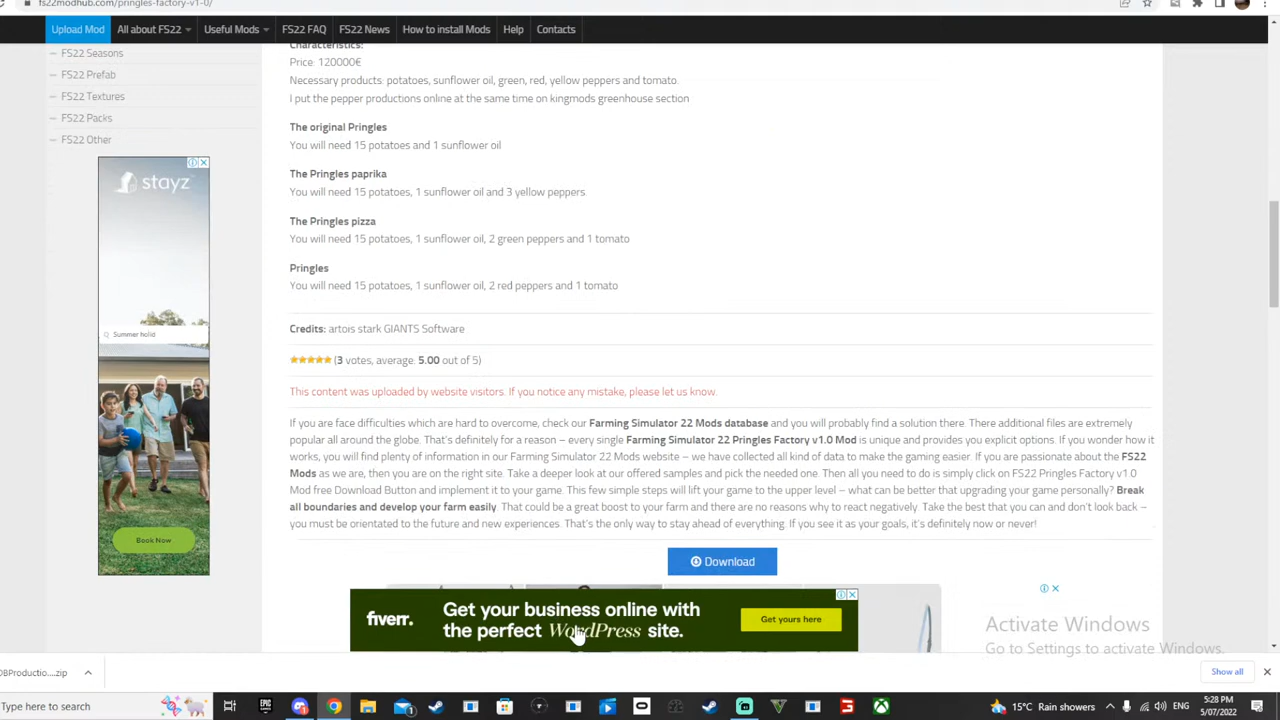 fs22modhub.com/pringles-factory-v1-0/
Upload Mod
All about FS22
Useful Mods
FS22 FAQ
FS22 News
How to install Mods
Help
Contacts
FS22 Seasons
FS22 Prefab
FS22 Textures
FS22 Packs
FS22 Other
stayz
Summer holid
Book Now
Characteristics:
Price: 120000€
Necessary products: potatoes, sunflower oil, green, red, yellow peppers and tomato.
I put the pepper productions online at the same time on kingmods greenhouse section
The original Pringles
You will need 15 potatoes and 1 sunflower oil
The Pringles paprika
You will need 15 potatoes, 1 sunflower oil and 3 yellow peppers
The Pringles pizza
You will need 15 potatoes, 1 sunflower oil, 2 green peppers and 1 tomato
Pringles
You will need 15 potatoes, 1 sunflower oil, 2 red peppers and 1 tomato
Credits: artois stark GIANTS Software
(3 votes, average: 5.00 out of 5)
This content was uploaded by website visitors. If you notice any mistake, please let us know.
If you are face difficulties which are hard to overcome, check our Farming Simulator 22 Mods database and you will probably find a solution there. There additional files are extremely
popular all around the globe. That's definitely for a reason – every single Farming Simulator 22 Pringles Factory v1.0 Mod is unique and provides you explicit options. If you wonder how it
works, you will find plenty of information in our Farming Simulator 22 Mods website – we have collected all kind of data to make the gaming easier. If you are passionate about the FS22
Mods as we are, then you are on the right site. Take a deeper look at our offered samples and pick the needed one. Then all you need to do is simply click on FS22 Pringles Factory v1.0
Mod free Download Button and implement it to your game. This few simple steps will lift your game to the upper level – what can be better that upgrading your game personally? Break
all boundaries and develop your farm easily. That could be a great boost to your farm and there are no reasons why to react negatively. Take the best that you can and don't look back –
you must be orientated to the future and new experiences. That's the only way to stay ahead of everything. If you see it as your goals, it's definitely now or never!
Download
fiverr.
Get your business online with
the perfect WordPress site.
Get yours here
Activate Windows
Go to Settings to activate Windows.
DBProductio....zip
Show all
Type here to search
15°C Rain showers
5:28 PM
5/07/2022